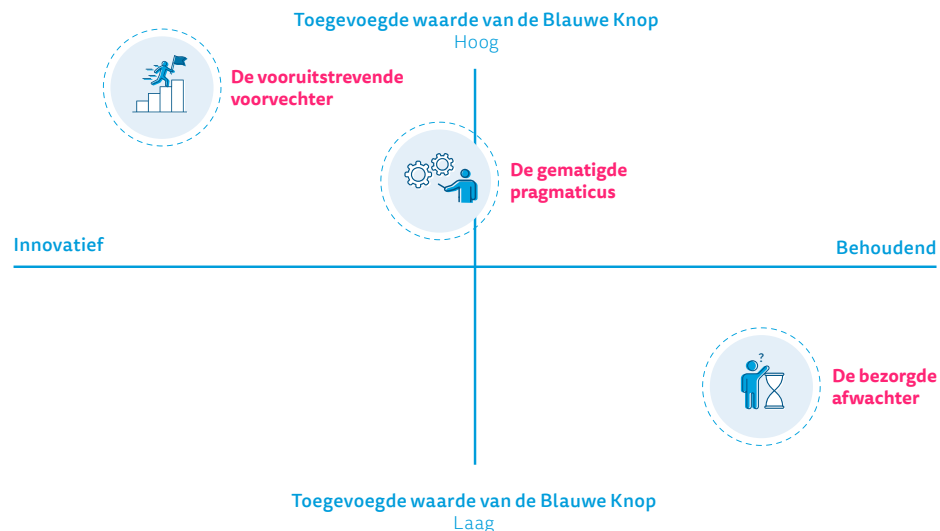 Toegevoegde waarde van de Blauwe Knop
Hoog
De vooruitstrevende
voorvechter
De gematigde
pragmaticus
Innovatief
Behoudend
?
De bezorgde
afwachter
Toegevoegde waarde van de Blauwe Knop
Laag